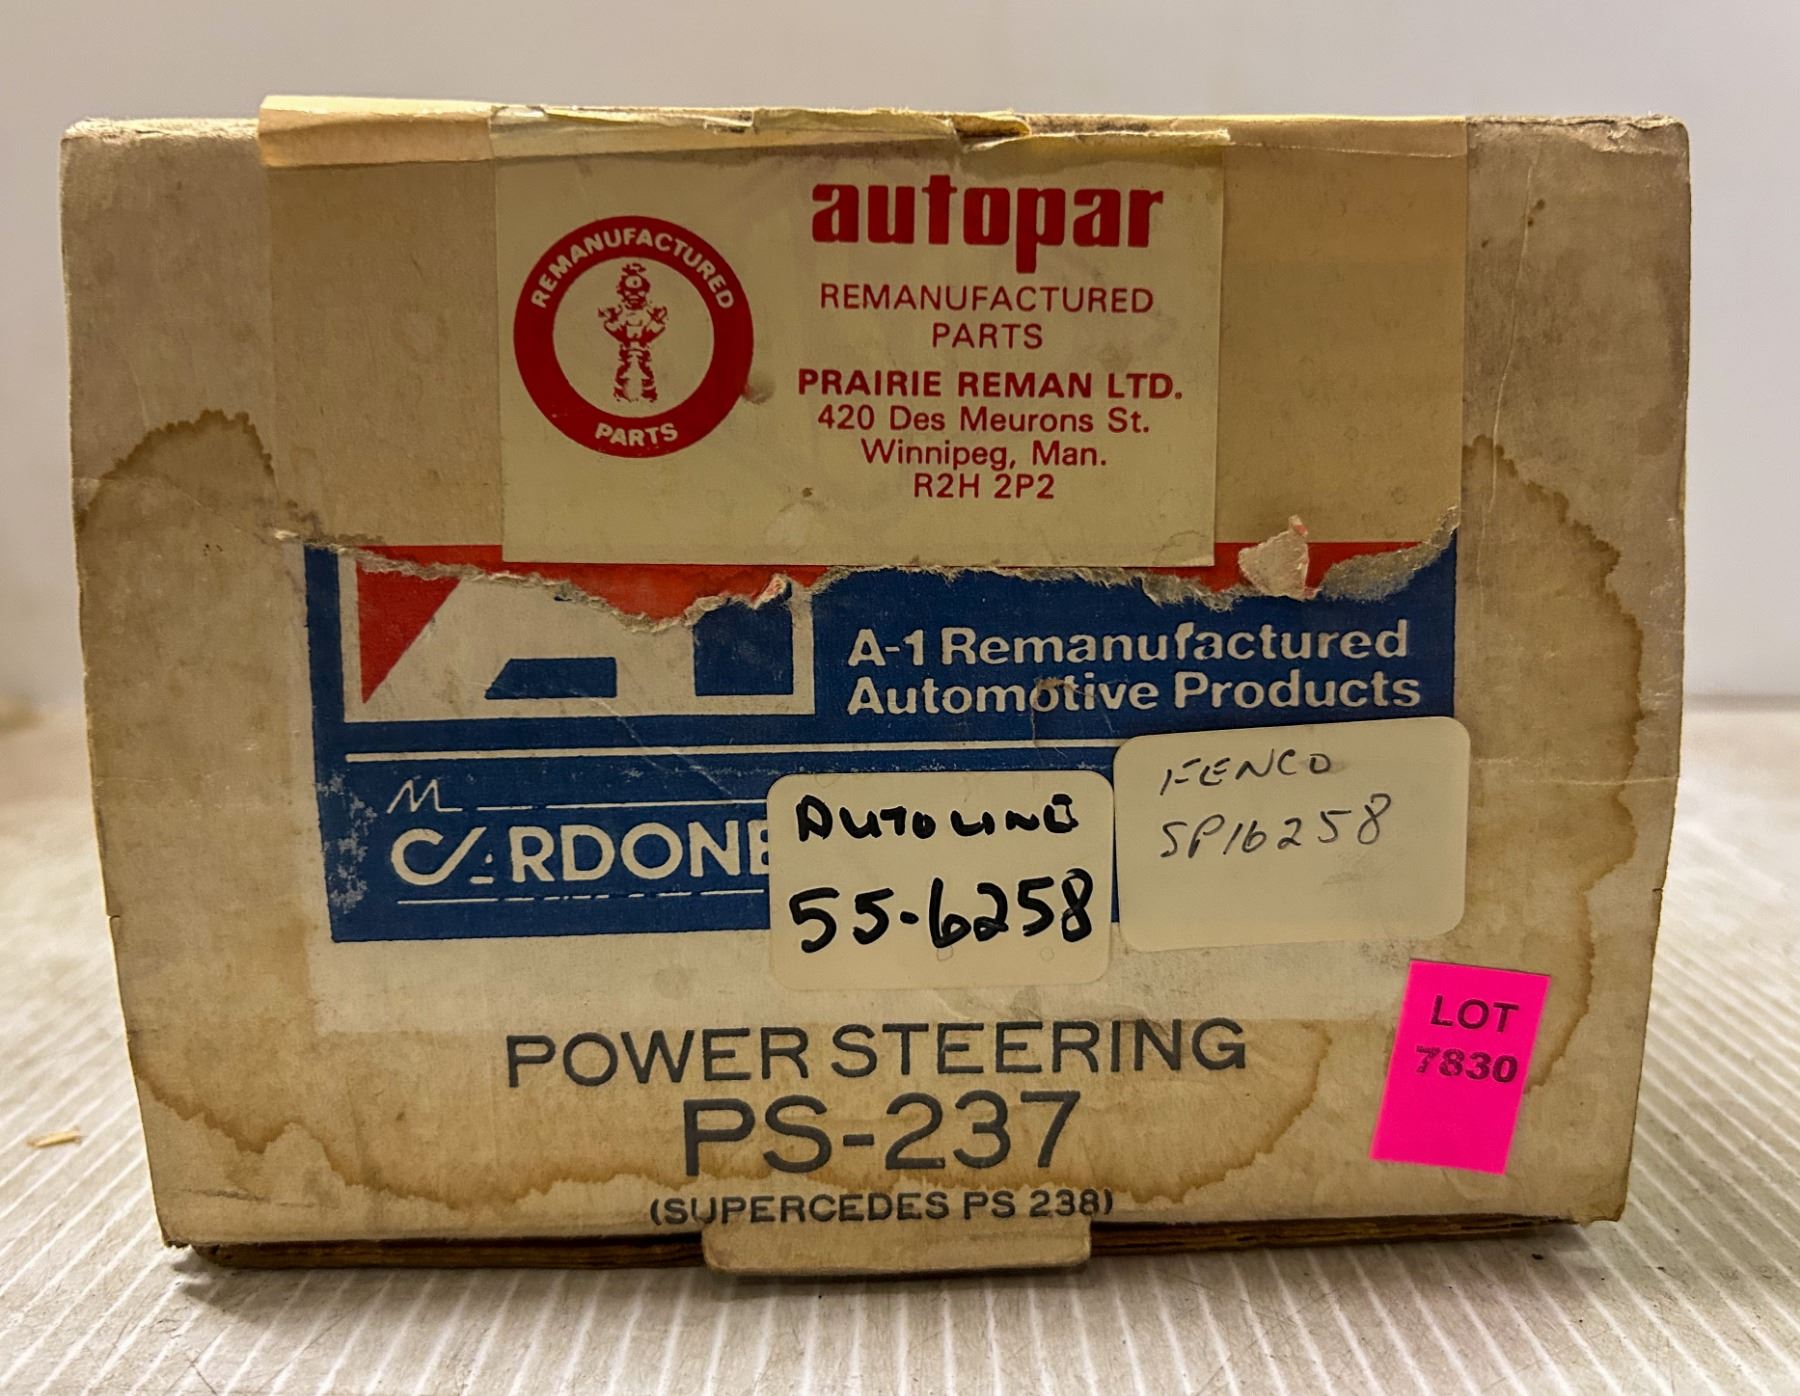 REMANUFACTURED
PARTS
autopar
REMANUFACTURED
PARTS
PRAIRIE REMAN LTD.
420 Des Meurons St.
Winnipeg, Man.
R2H 2P2
A-1 Remanufactured
Automotive Products
M
CARDONE
AUTOLINE
55-6258
FENCO
SP16258
POWER STEERING
PS-237
(SUPERCEDES PS 238)
LOT
7830